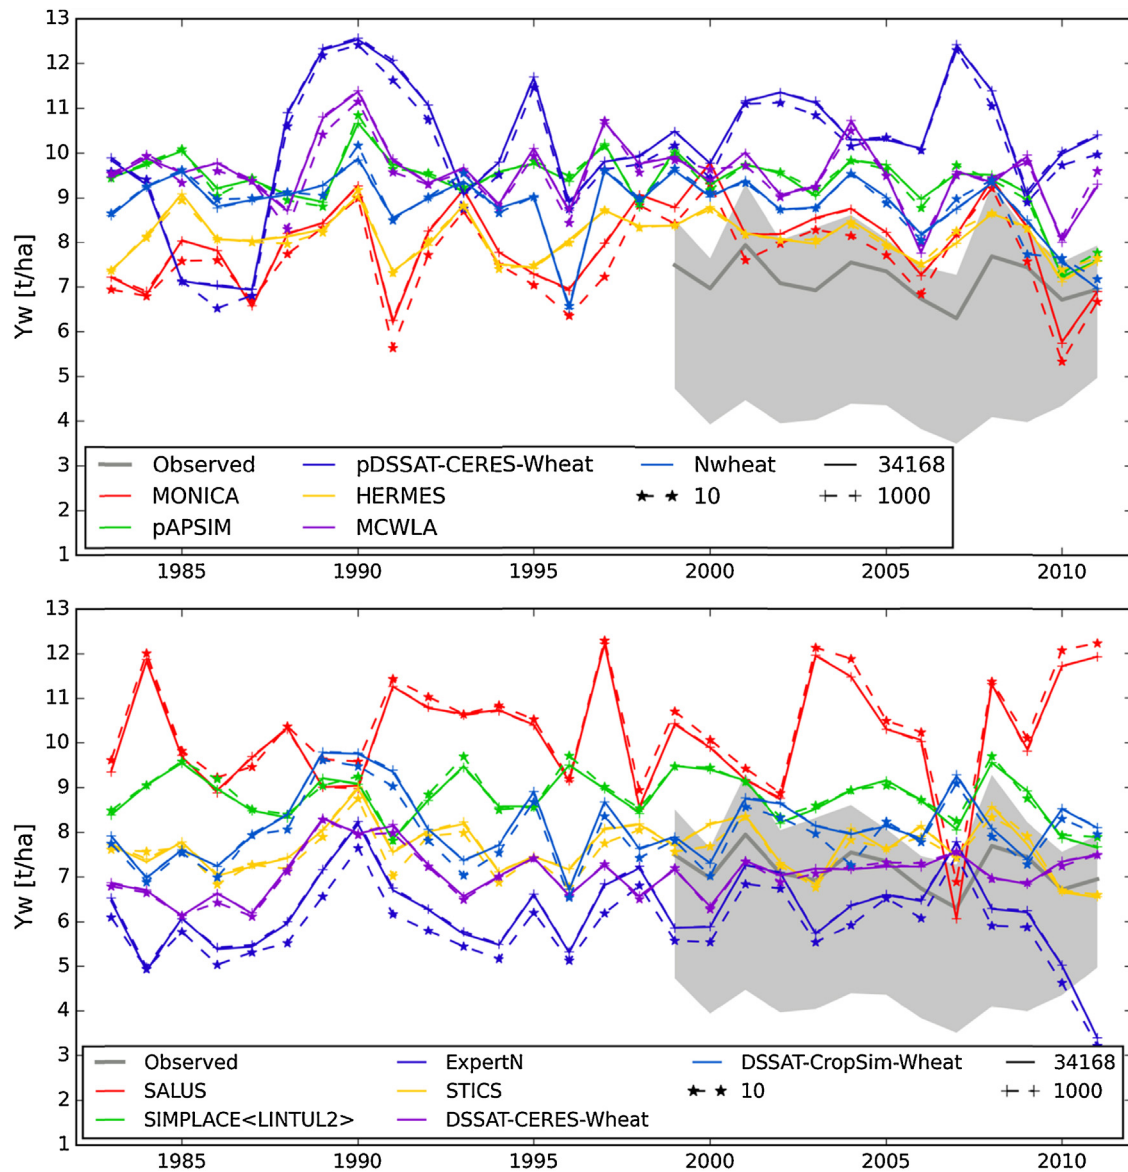 13
12
11
10
9
8
7
6
5
4
3
2
1
Yw [t/ha]
Observed pDSSAT-CERES-Wheat Nwheat 34168
MONICA HERMES 10 1000
pAPSIM MCWLA
1985 1990 1995 2000 2005 2010
13
12
11
10
9
8
7
6
5
4
3
2
1
Yw [t/ha]
Observed ExpertN DSSAT-CropSim-Wheat 34168
SALUS STICS 10 1000
SIMPLACE<LINTUL2> DSSAT-CERES-Wheat
1985 1990 1995 2000 2005 2010